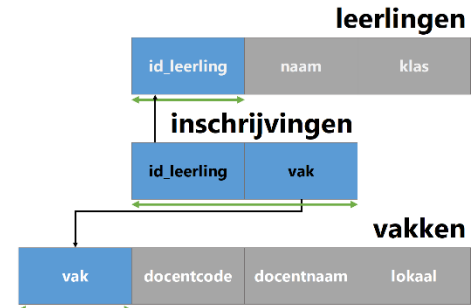 leerlingen
id_leerling naam klas
inschrijvingen
id_leerling vak
vakken
vak docentcode docentnaam lokaal